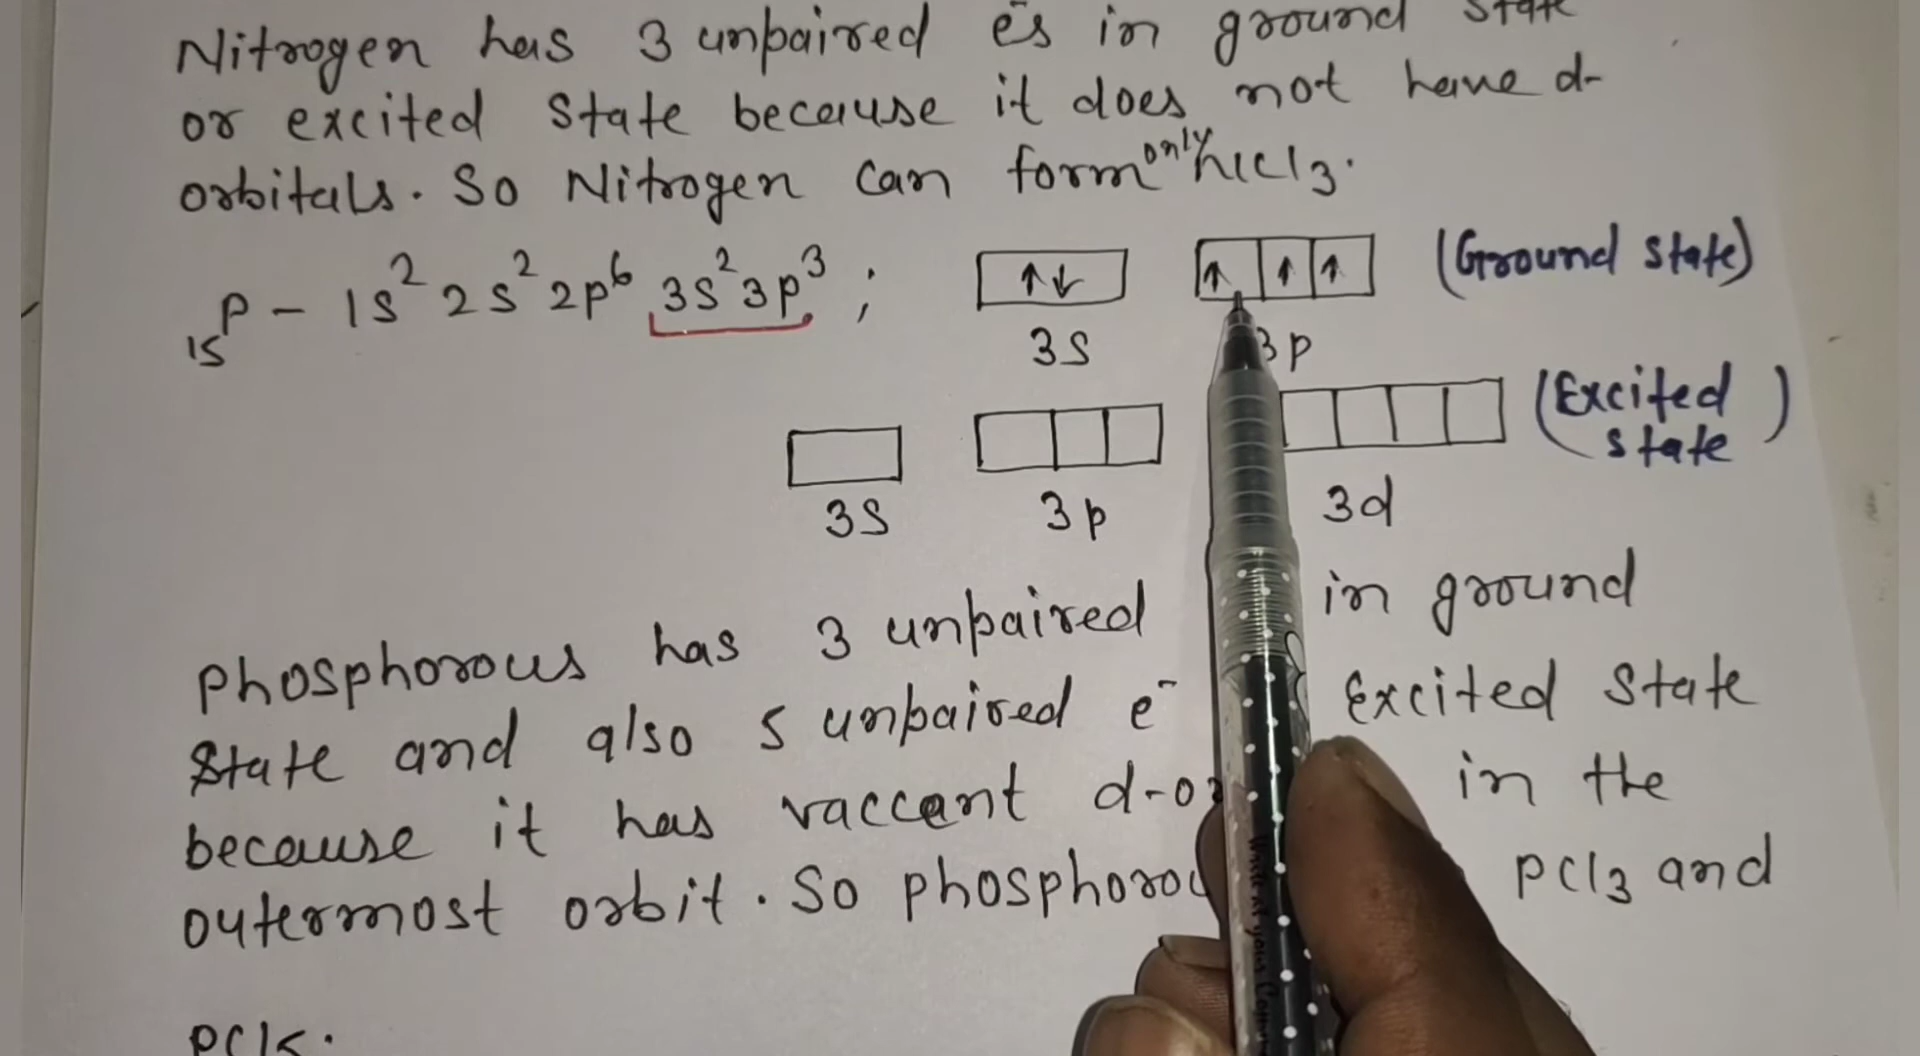 Nitrogen has 3 unpaired e's in ground state
or excited state because it does not have d-
orbitals. So Nitrogen can form only NCl3.
15P - 1s² 2s² 2p⁶ 3s² 3p³ ; ↑↓ ↑ ↑ ↑ (Ground state)
3s 3p
(Excited state)
3s 3p 3d
phosphorous has 3 unpaired in ground
state and also 5 unpaired e⁻ Excited state
because it has vaccant d-or in the
outermost orbit. So phosphorou PCl3 and
PCl5.